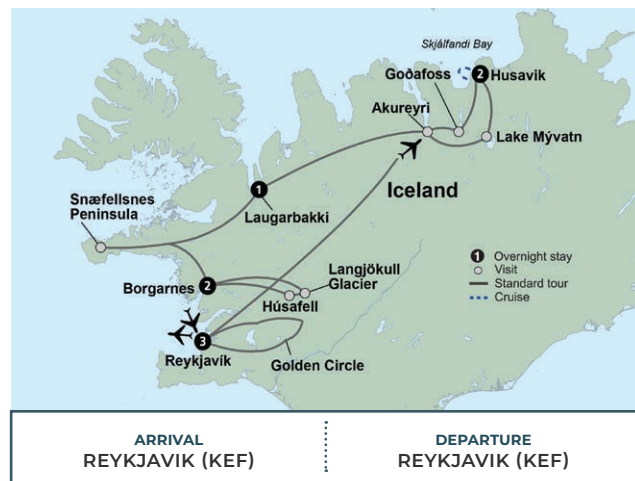 Skjálfandi Bay
Goðafoss
2 Husavik
Akureyri
Lake Mývatn
Iceland
1
Laugarbakki
Snæfellsnes
Peninsula
Borgarnes 2
Langjökull
Glacier
Húsafell
3
Reykjavík
Golden Circle
1 Overnight stay
Visit
Standard tour
Cruise
ARRIVAL
REYKJAVIK (KEF)
DEPARTURE
REYKJAVIK (KEF)